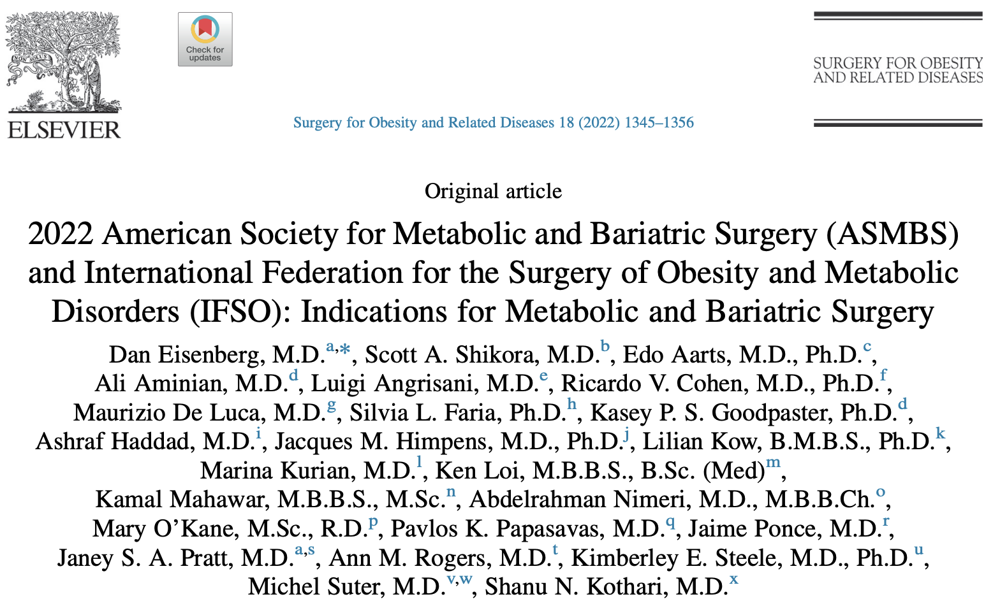 NON SOLUS
ELSEVIER
Check for
updates
SURGERY FOR OBESITY
AND RELATED DISEASES
Surgery for Obesity and Related Diseases 18 (2022) 1345–1356
Original article
2022 American Society for Metabolic and Bariatric Surgery (ASMBS)
and International Federation for the Surgery of Obesity and Metabolic
Disorders (IFSO): Indications for Metabolic and Bariatric Surgery
Dan Eisenberg, M.D.a,*, Scott A. Shikora, M.D.b, Edo Aarts, M.D., Ph.D.c,
Ali Aminian, M.D.d, Luigi Angrisani, M.D.e, Ricardo V. Cohen, M.D., Ph.D.f,
Maurizio De Luca, M.D.g, Silvia L. Faria, Ph.D.h, Kasey P. S. Goodpaster, Ph.D.d,
Ashraf Haddad, M.D.i, Jacques M. Himpens, M.D., Ph.D.j, Lilian Kow, B.M.B.S., Ph.D.k,
Marina Kurian, M.D.l, Ken Loi, M.B.B.S., B.Sc. (Med)m,
Kamal Mahawar, M.B.B.S., M.Sc.n, Abdelrahman Nimeri, M.D., M.B.B.Ch.o,
Mary O’Kane, M.Sc., R.D.p, Pavlos K. Papasavas, M.D.q, Jaime Ponce, M.D.r,
Janey S. A. Pratt, M.D.a,s, Ann M. Rogers, M.D.t, Kimberley E. Steele, M.D., Ph.D.u,
Michel Suter, M.D.v,w, Shanu N. Kothari, M.D.x